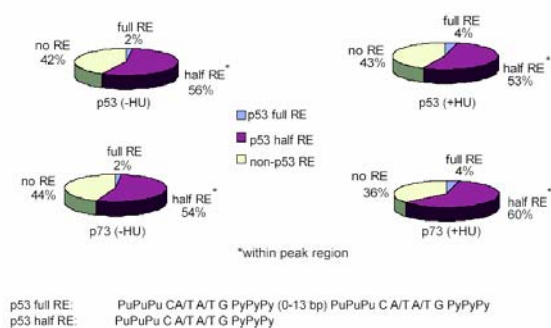 full RE
2%
no RE
42%
half RE*
56%
p53 (-HU)
full RE
4%
no RE
43%
half RE*
53%
p53 (+HU)
p53 full RE
p53 half RE
non-p53 RE
full RE
2%
no RE
44%
half RE*
54%
p73 (-HU)
full RE
4%
no RE
36%
half RE*
60%
p73 (+HU)
*within peak region
p53 full RE: PuPuPu CA/T A/T G PyPyPy (0-13 bp) PuPuPu C A/T A/T G PyPyPy
p53 half RE: PuPuPu C A/T A/T G PyPyPy